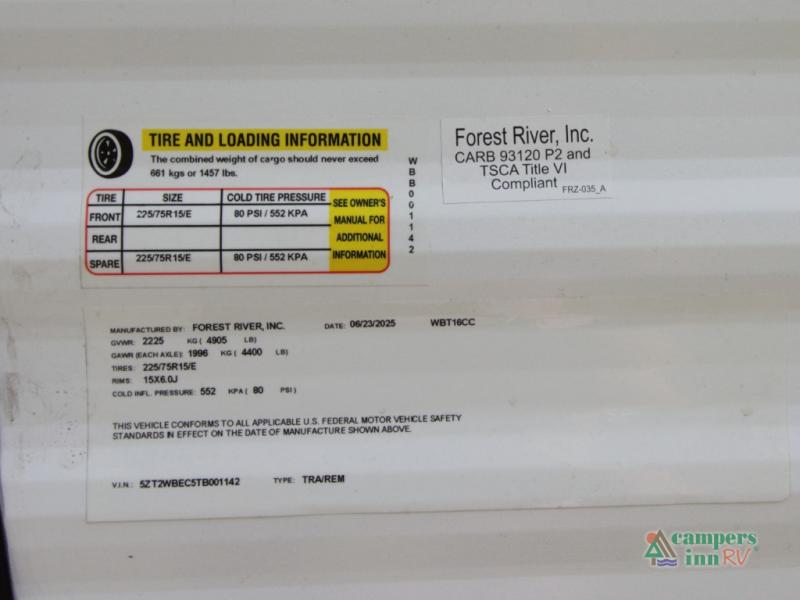 TIRE AND LOADING INFORMATION
The combined weight of cargo should never exceed
661 kgs or 1457 lbs.
TIRE SIZE COLD TIRE PRESSURE
FRONT 225/75R15/E 80 PSI / 552 KPA
REAR
SPARE 225/75R15/E 80 PSI / 552 KPA
SEE OWNER'S
MANUAL FOR
ADDITIONAL
INFORMATION
WBB001142
Forest River, Inc.
CARB 93120 P2 and
TSCA Title VI
Compliant FRZ-035_A
MANUFACTURED BY: FOREST RIVER, INC. DATE: 06/23/2025 WBT16CC
GVWR: 2225 KG ( 4905 LB)
GAWR (EACH AXLE): 1996 KG ( 4400 LB)
TIRES: 225/75R15/E
RIMS: 15X6.0J
COLD INFL. PRESSURE: 552 KPA ( 80 PSI )
THIS VEHICLE CONFORMS TO ALL APPLICABLE U.S. FEDERAL MOTOR VEHICLE SAFETY
STANDARDS IN EFFECT ON THE DATE OF MANUFACTURE SHOWN ABOVE.
V.I.N.: 5ZT2WBEC5TB001142 TYPE: TRA/REM
campers
inn RV